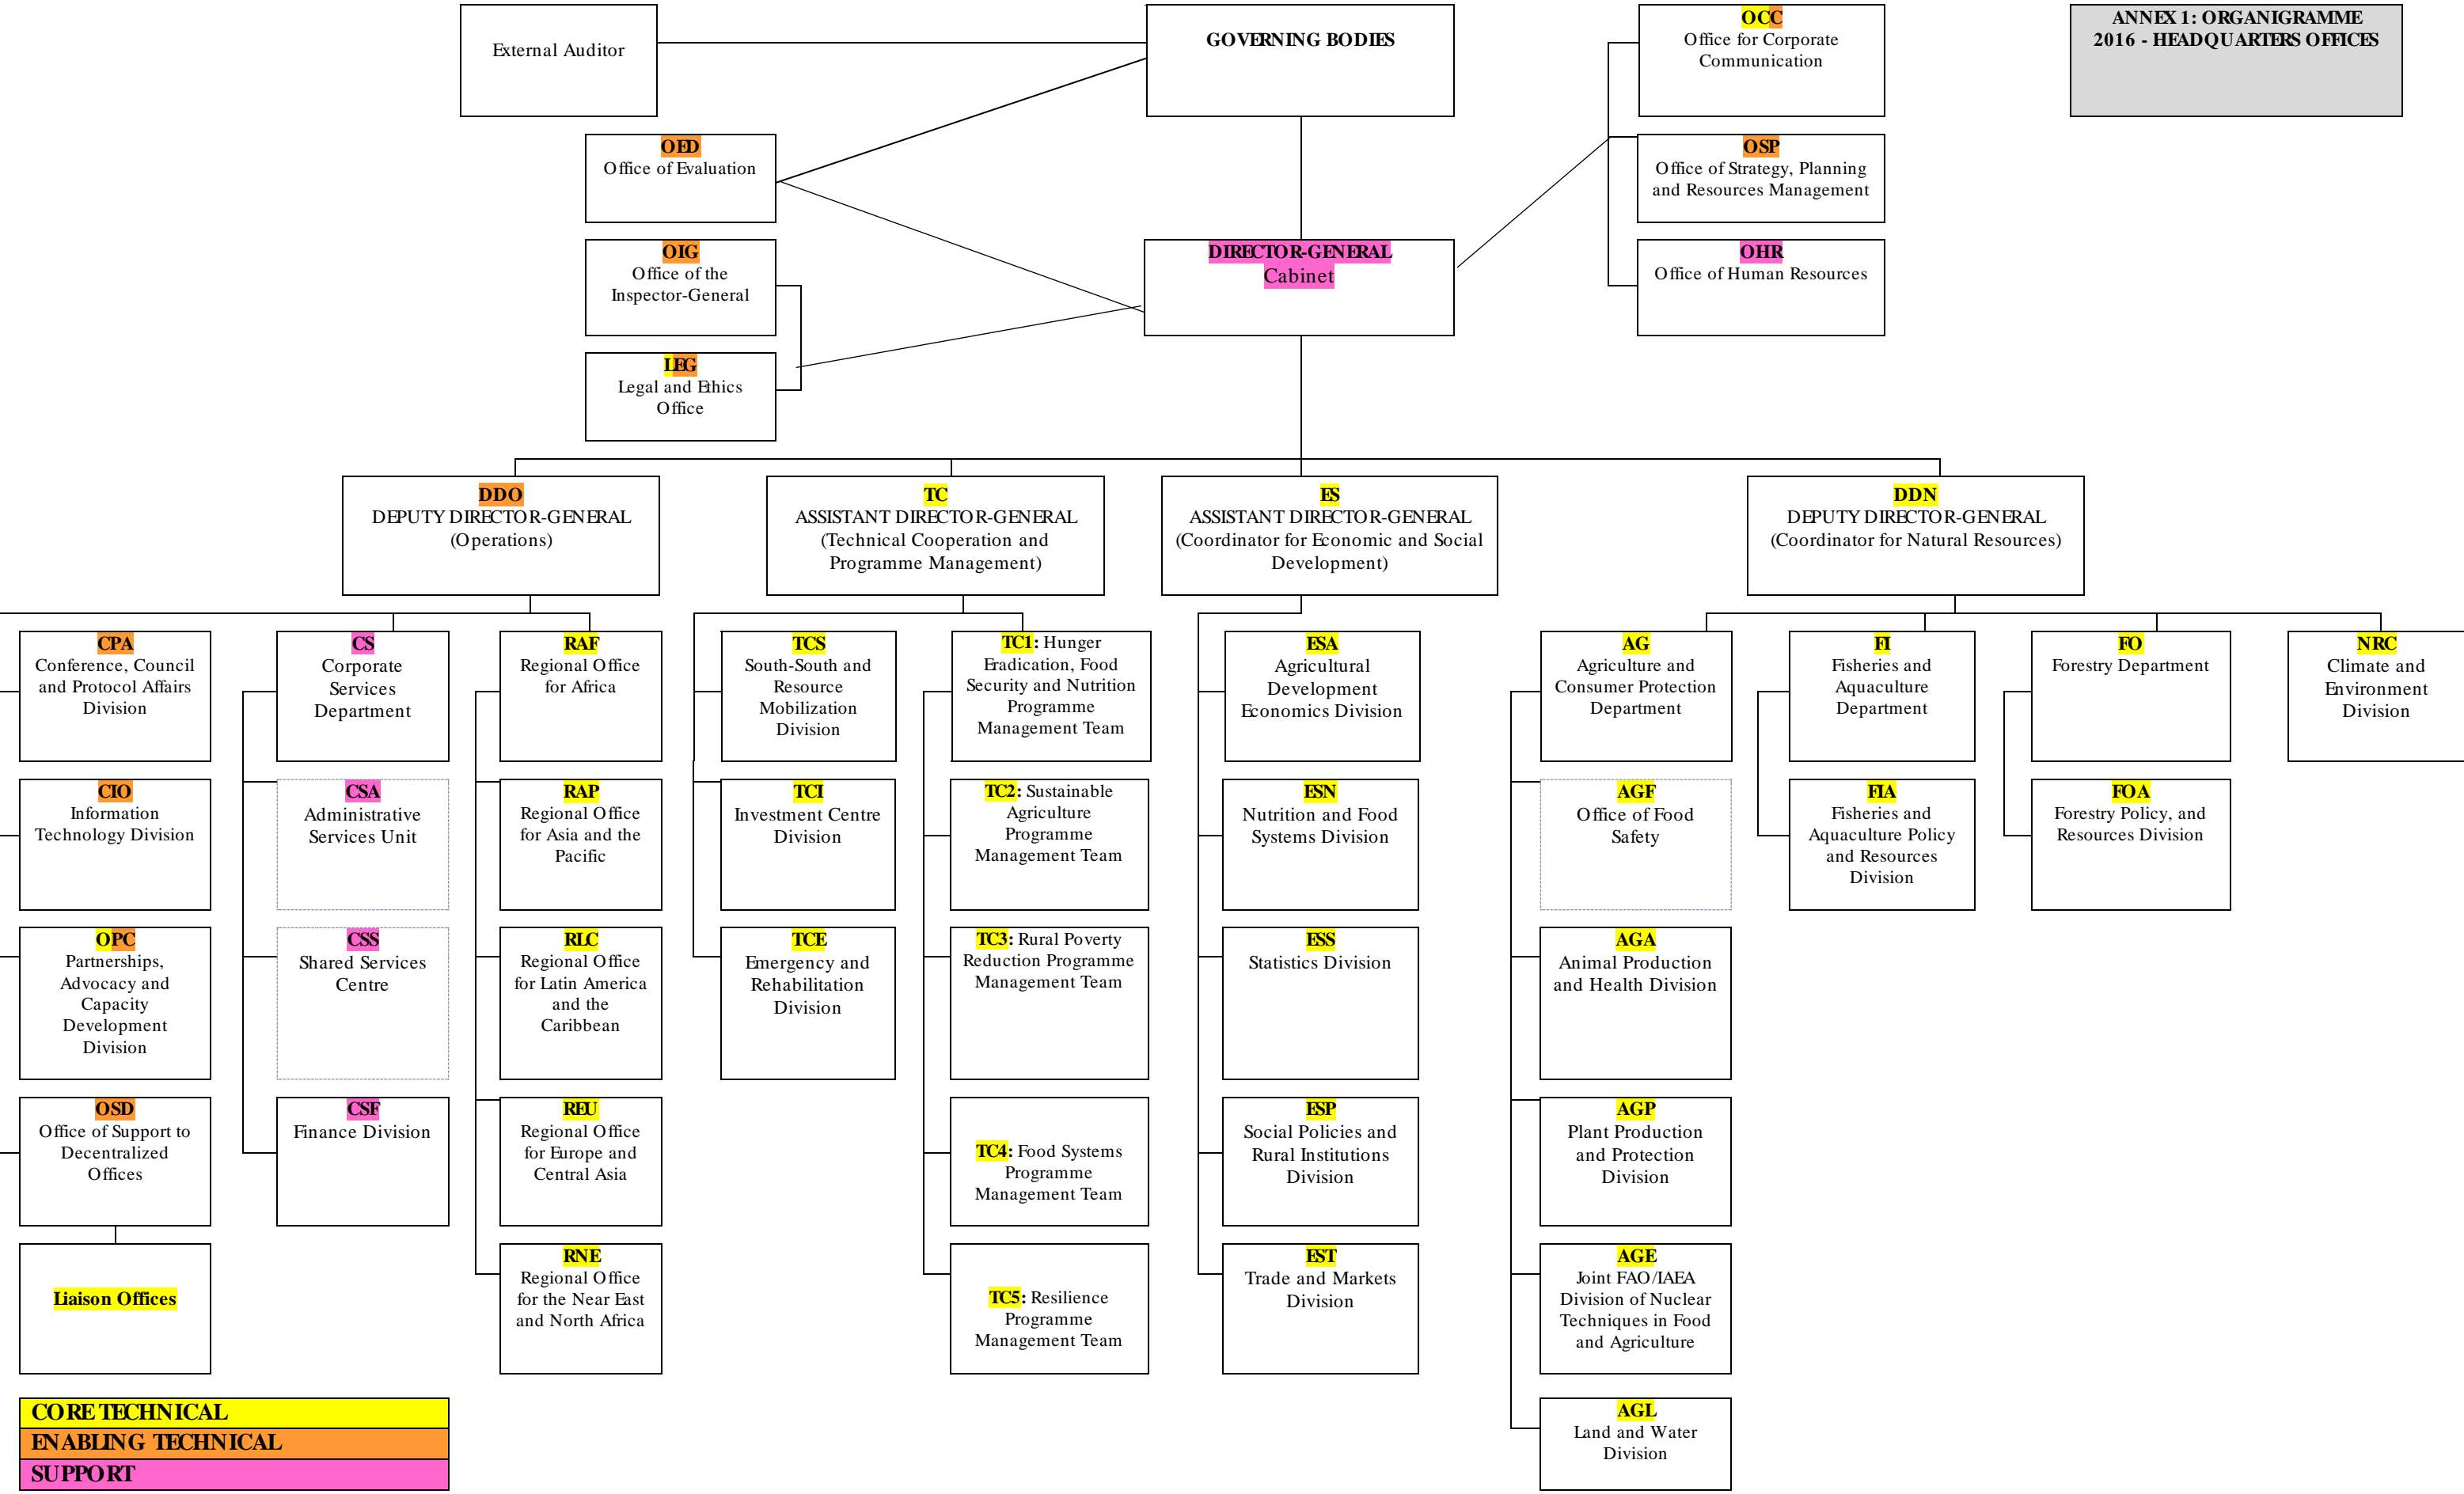 External Auditor
GOVERNING BODIES
OCC
Office for Corporate
Communication
ANNEX 1: ORGANIGRAMME
2016 - HEADQUARTERS OFFICES
OED
Office of Evaluation
OSP
Office of Strategy, Planning
and Resources Management
OIG
Office of the
Inspector-General
DIRECTOR-GENERAL
Cabinet
OHR
Office of Human Resources
LEG
Legal and Ethics
Office
DDO
DEPUTY DIRECTOR-GENERAL
(Operations)
TC
ASSISTANT DIRECTOR-GENERAL
(Technical Cooperation and
Programme Management)
ES
ASSISTANT DIRECTOR-GENERAL
(Coordinator for Economic and Social
Development)
DDN
DEPUTY DIRECTOR-GENERAL
(Coordinator for Natural Resources)
CPA
Conference, Council
and Protocol Affairs
Division
CS
Corporate
Services
Department
RAF
Regional Office
for Africa
TCS
South-South and
Resource
Mobilization
Division
TC1: Hunger
Eradication, Food
Security and Nutrition
Programme
Management Team
ESA
Agricultural
Development
Economics Division
AG
Agriculture and
Consumer Protection
Department
FI
Fisheries and
Aquaculture
Department
FO
Forestry Department
NRC
Climate and
Environment
Division
CIO
Information
Technology Division
CSA
Administrative
Services Unit
RAP
Regional Office
for Asia and the
Pacific
TCI
Investment Centre
Division
TC2: Sustainable
Agriculture
Programme
Management Team
ESN
Nutrition and Food
Systems Division
AGF
Office of Food
Safety
FIA
Fisheries and
Aquaculture Policy
and Resources
Division
FOA
Forestry Policy, and
Resources Division
OPC
Partnerships,
Advocacy and
Capacity
Development
Division
CSS
Shared Services
Centre
RLC
Regional Office
for Latin America
and the
Caribbean
TCE
Emergency and
Rehabilitation
Division
TC3: Rural Poverty
Reduction Programme
Management Team
ESS
Statistics Division
AGA
Animal Production
and Health Division
OSD
Office of Support to
Decentralized
Offices
CSF
Finance Division
REU
Regional Office
for Europe and
Central Asia
TC4: Food Systems
Programme
Management Team
ESP
Social Policies and
Rural Institutions
Division
AGP
Plant Production
and Protection
Division
Liaison Offices
RNE
Regional Office
for the Near East
and North Africa
TC5: Resilience
Programme
Management Team
EST
Trade and Markets
Division
AGE
Joint FAO/IAEA
Division of Nuclear
Techniques in Food
and Agriculture
AGL
Land and Water
Division
CORE TECHNICAL
ENABLING TECHNICAL
SUPPORT